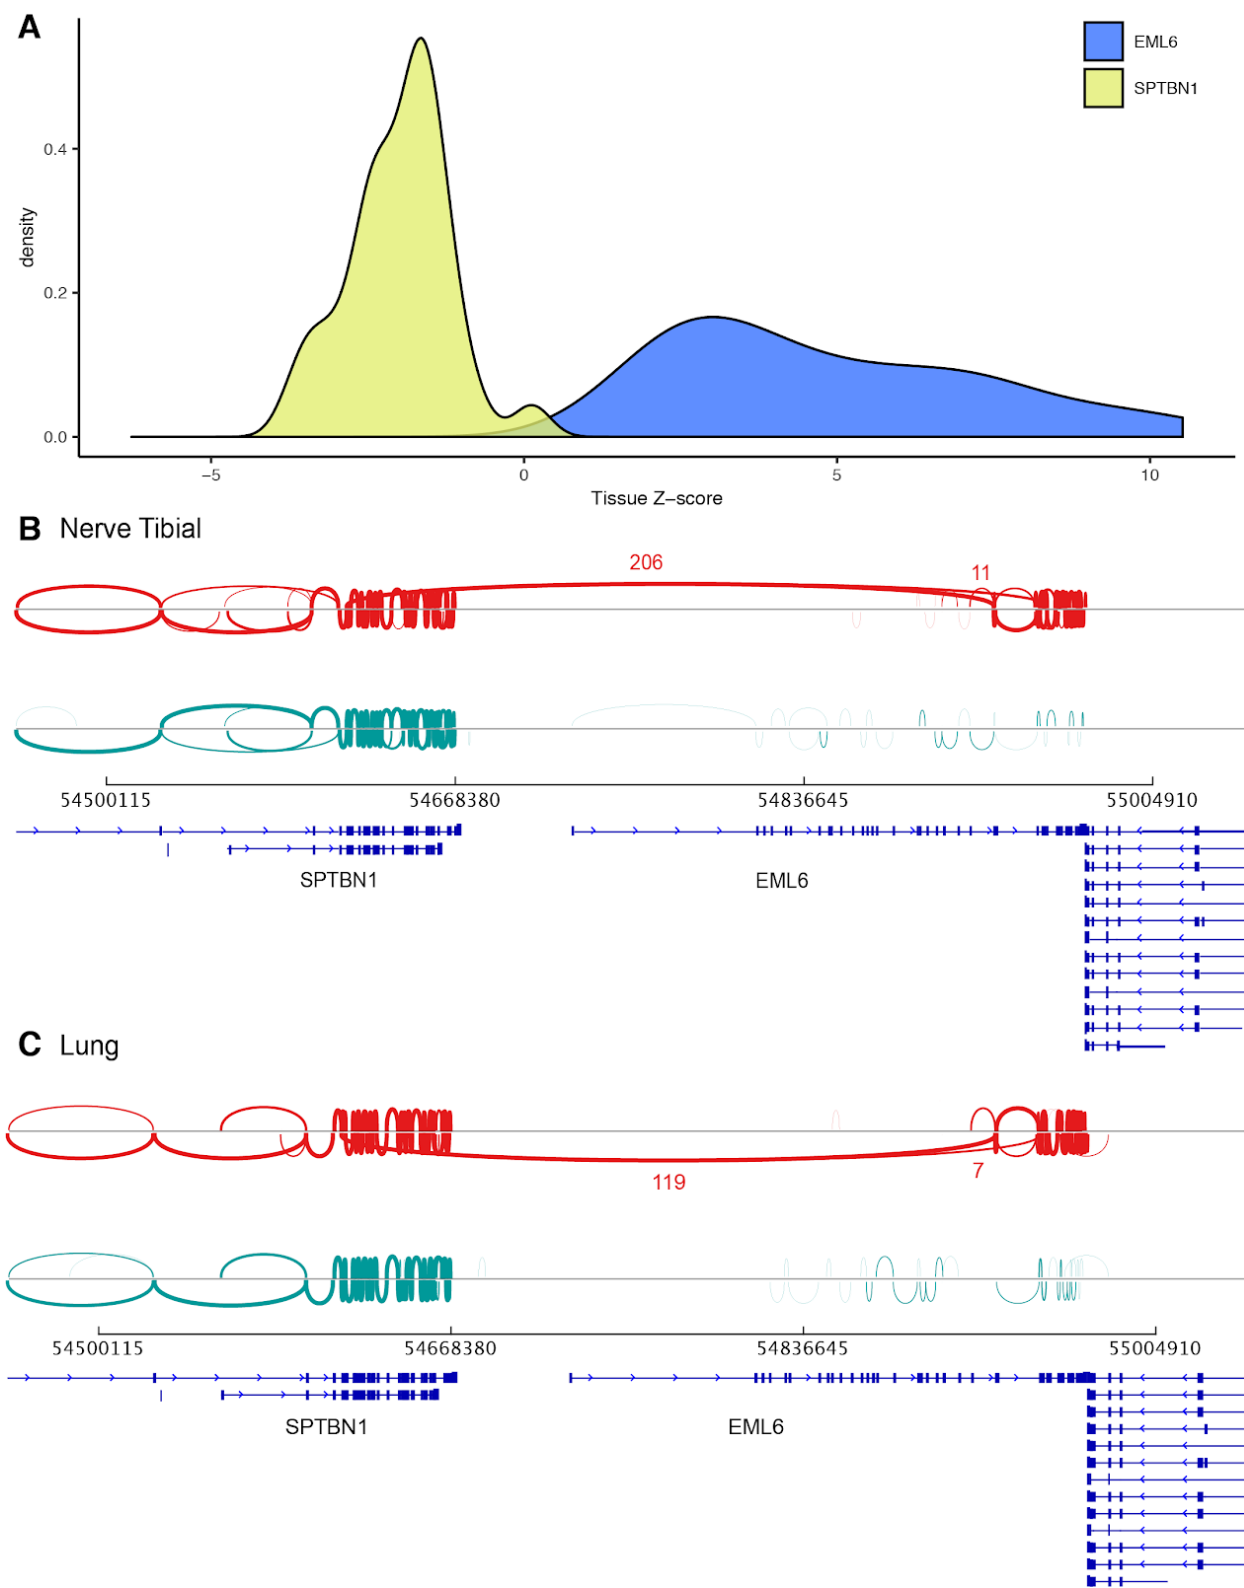 A
EML6
SPTBN1
0.4
0.2
0.0
density
−5 0 5 10
Tissue Z−score
B Nerve Tibial
206
11
54500115 54668380 54836645 55004910
SPTBN1 EML6
C Lung
119
7
54500115 54668380 54836645 55004910
SPTBN1 EML6